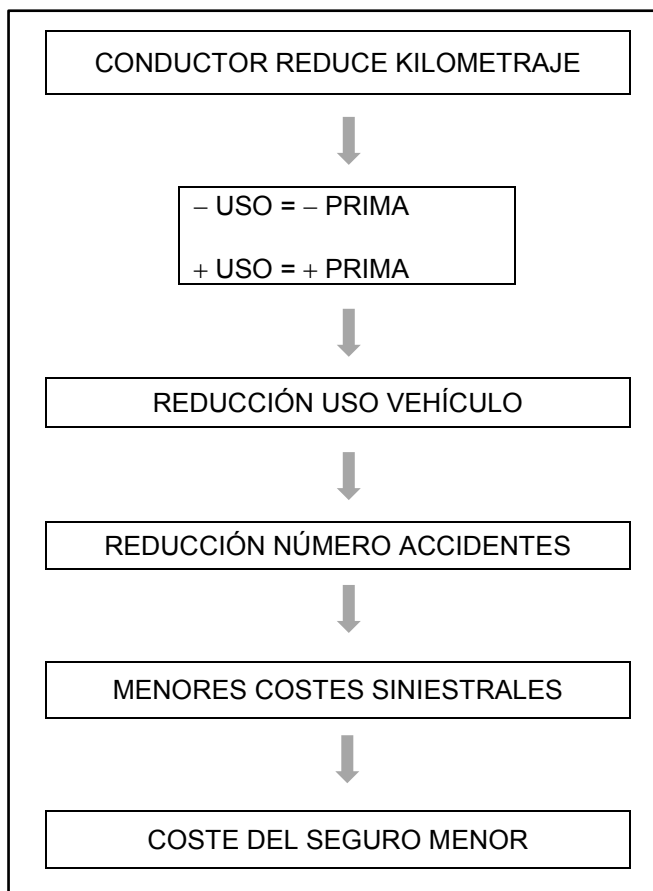 CONDUCTOR REDUCE KILOMETRAJE
− USO = − PRIMA
+ USO = + PRIMA
REDUCCIÓN USO VEHÍCULO
REDUCCIÓN NÚMERO ACCIDENTES
MENORES COSTES SINIESTRALES
COSTE DEL SEGURO MENOR